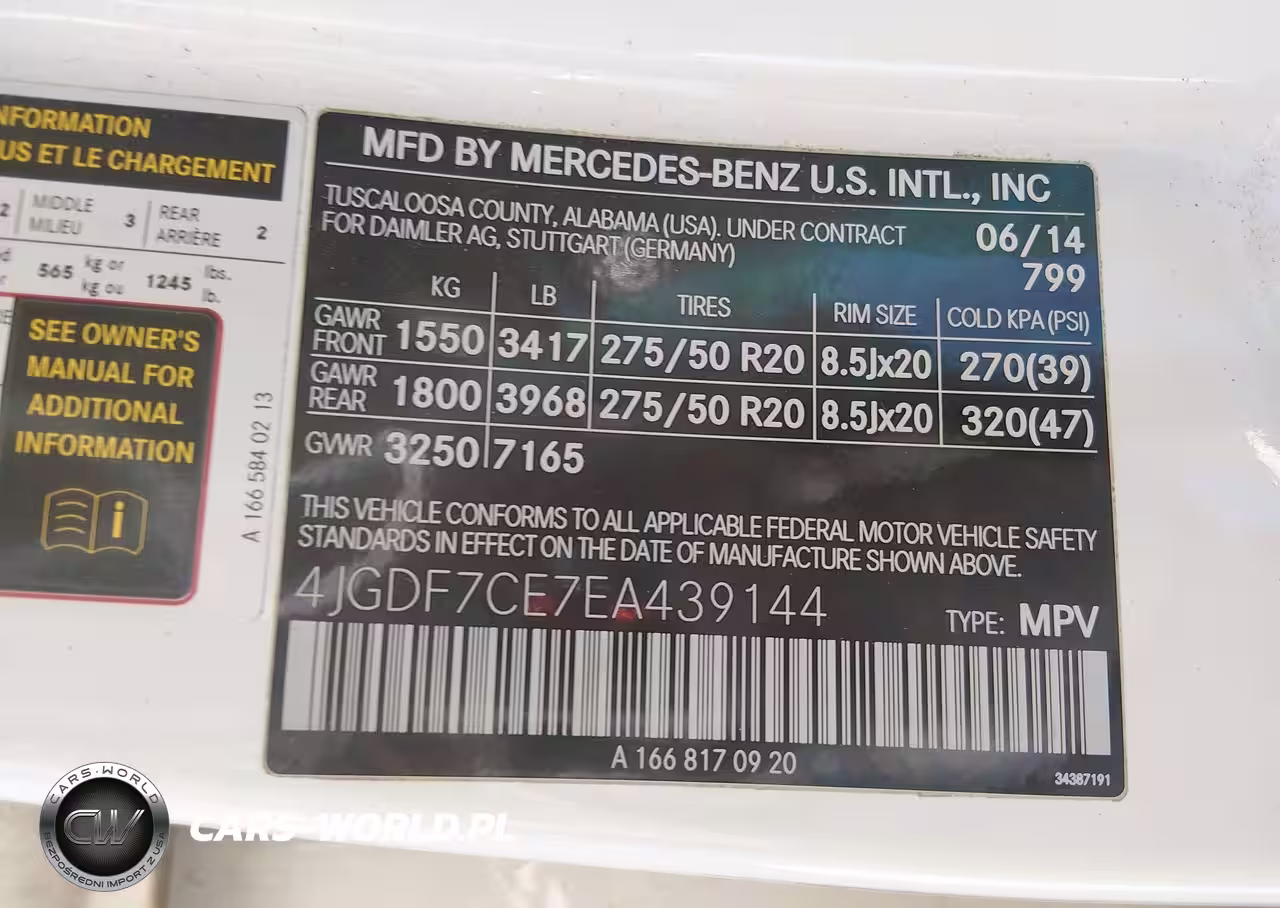 NFORMATION
US ET LE CHARGEMENT
2 MIDDLE MILIEU 3 REAR ARRIÈRE 2
565 kg or kg ou 1245 lbs. lb.
SEE OWNER'S
MANUAL FOR
ADDITIONAL
INFORMATION
i
A 166 584 02 13
MFD BY MERCEDES-BENZ U.S. INTL., INC
TUSCALOOSA COUNTY, ALABAMA (USA). UNDER CONTRACT
FOR DAIMLER AG, STUTTGART (GERMANY)
06/14
799
KG LB TIRES RIM SIZE COLD KPA (PSI)
GAWR FRONT 1550 3417 275/50 R20 8.5Jx20 270(39)
GAWR REAR 1800 3968 275/50 R20 8.5Jx20 320(47)
GVWR 3250 7165
THIS VEHICLE CONFORMS TO ALL APPLICABLE FEDERAL MOTOR VEHICLE SAFETY
STANDARDS IN EFFECT ON THE DATE OF MANUFACTURE SHOWN ABOVE.
4JGDF7CE7EA439144
TYPE: MPV
A 166 817 09 20
34387191
CARS-WORLD
CW
BEZPOŚREDNI IMPORT Z USA
CARS-WORLD.PL